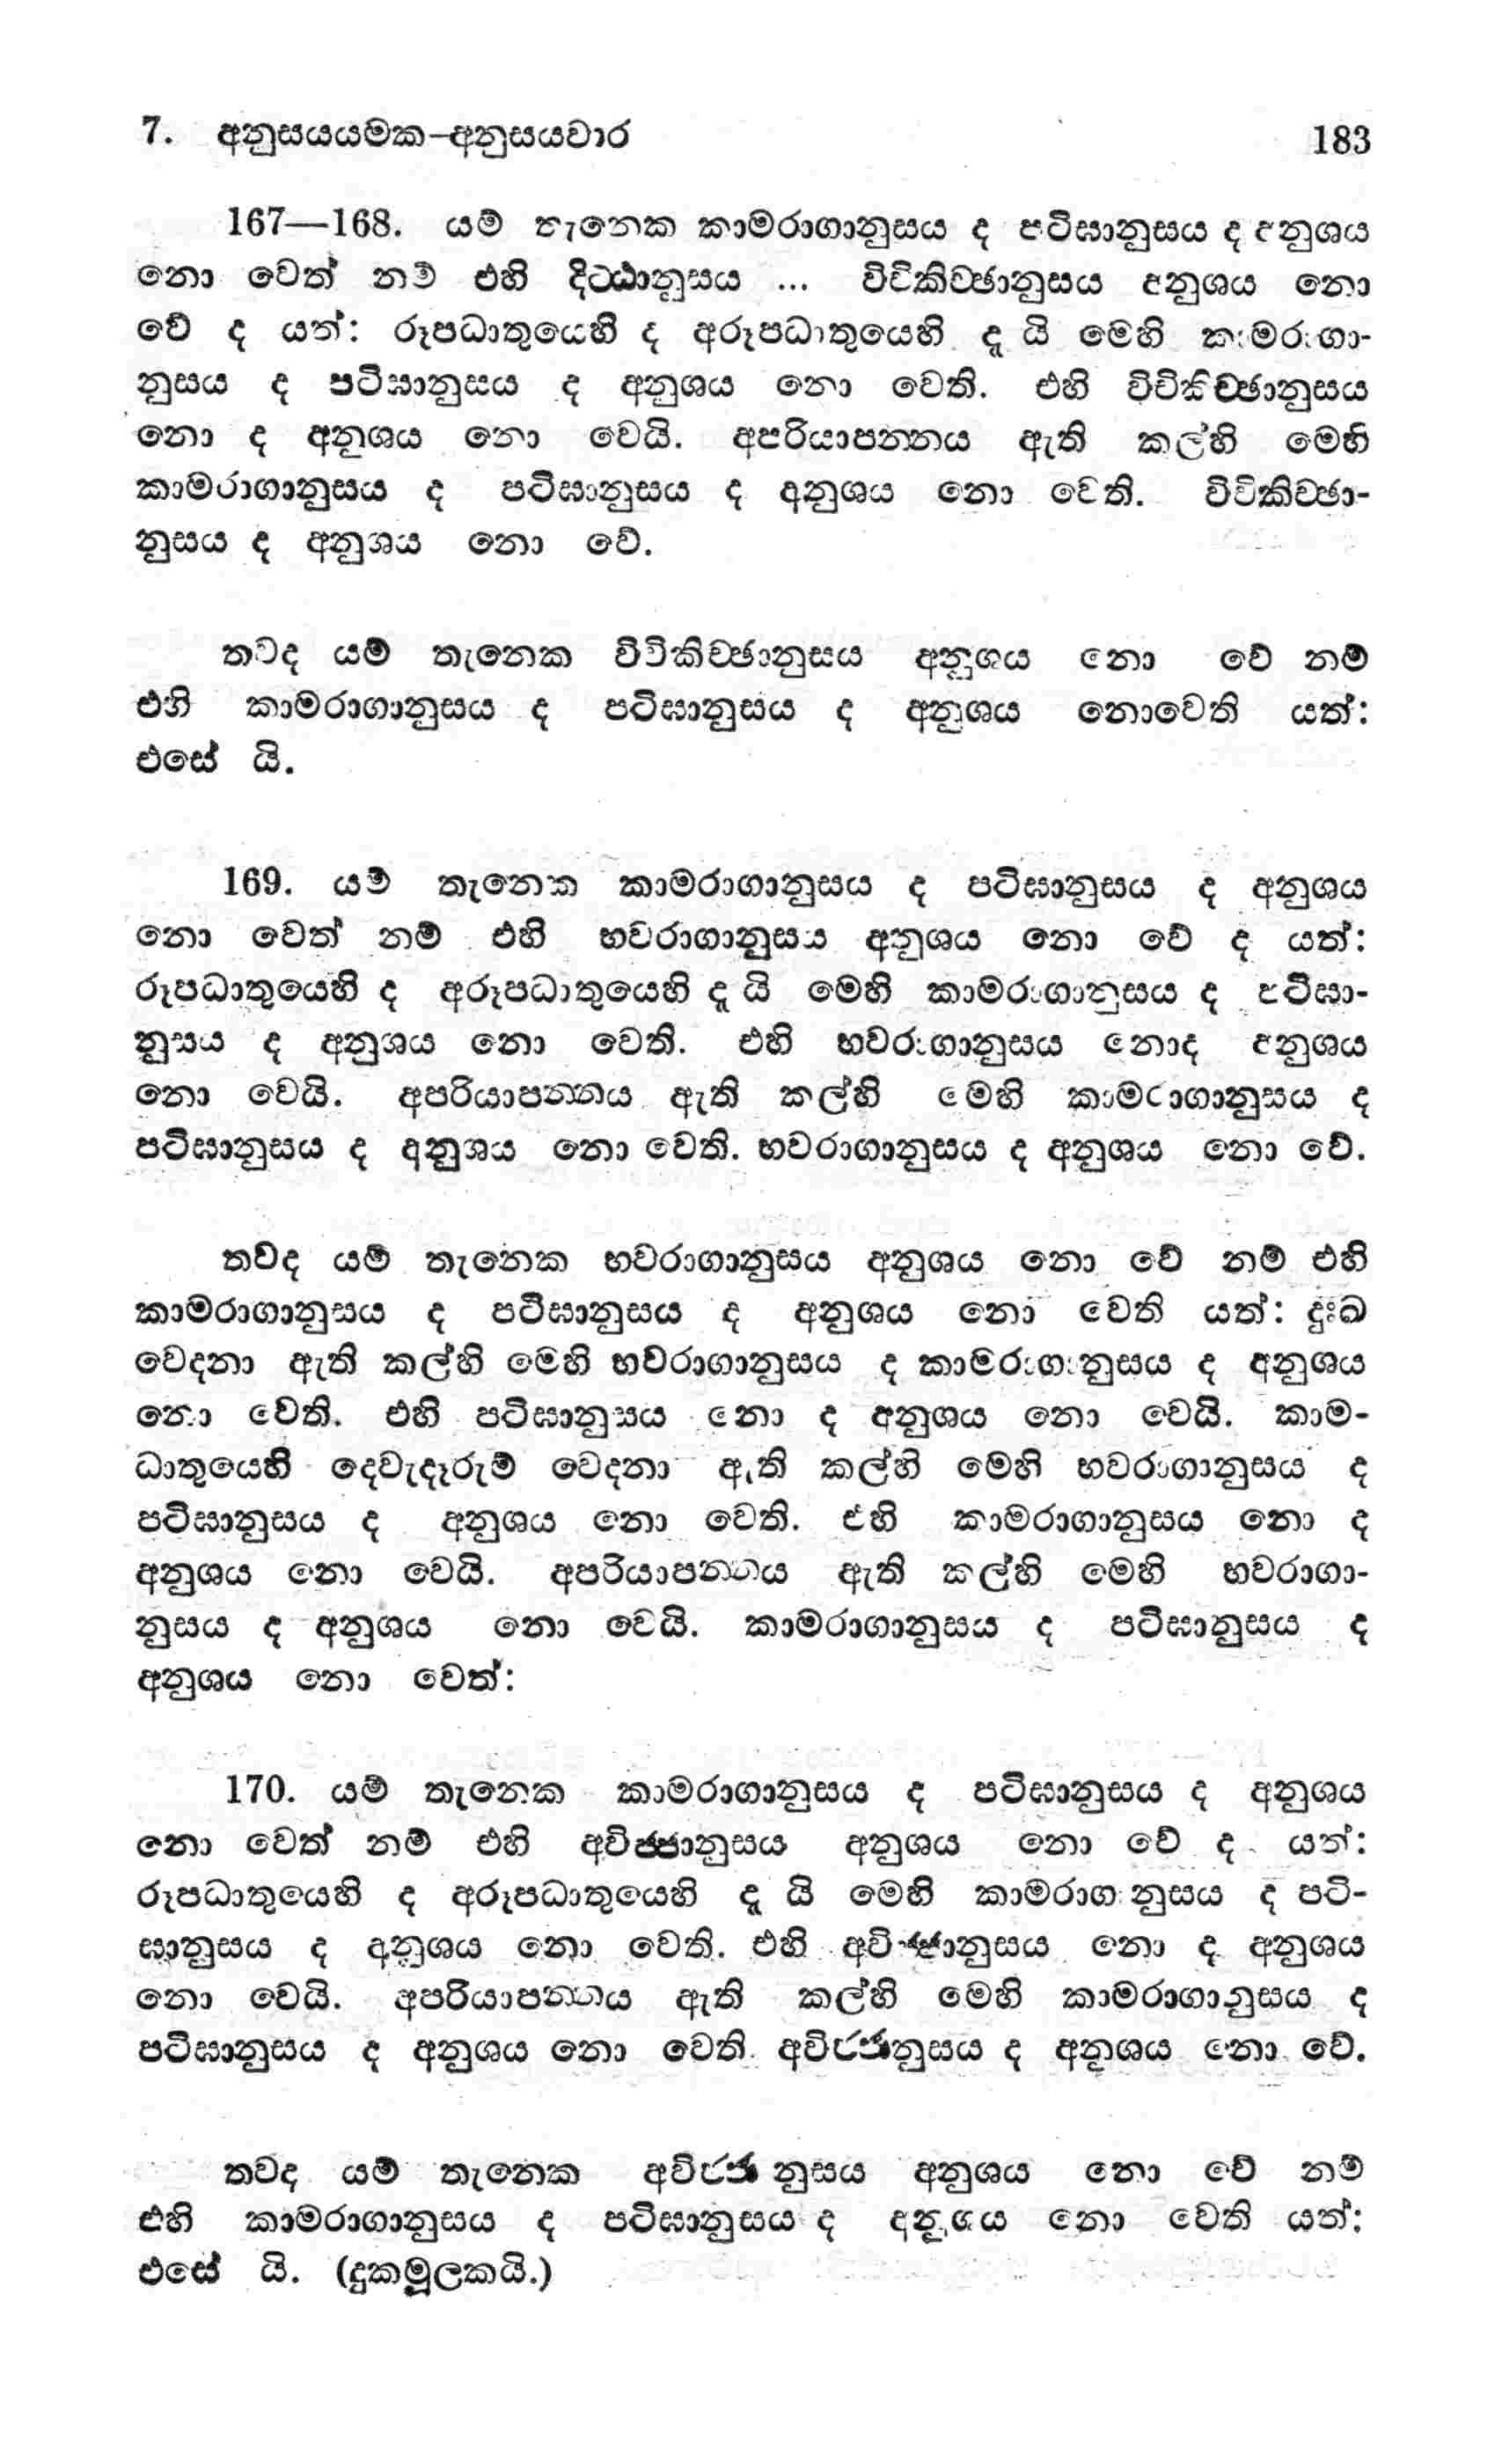 7. අනුසයයමක–අනුසයවාර 183
167—168. යම් තැනෙක කාමරාගානුසය ද පටිඝානුසය ද අනුශය
නො වෙත් නම් එහි දිට්ඨානුසය ... විචිකිච්ඡානුසය අනුශය නො
වේ ද යත්: රූපධාතුයෙහි ද අරූපධාතුයෙහි ද යි මෙහි කාමරාගා-
නුසය ද පටිඝානුසය ද අනුශය නො වෙති. එහි විචිකිච්ඡානුසය
නො ද අනුශය නො වෙයි. අපරියාපන්නය ඇති කල්හි මෙහි
කාමරාගානුසය ද පටිඝානුසය ද අනුශය නො වෙති. විචිකිච්ඡා-
නුසය ද අනුශය නො වේ.
තවද යම් තැනෙක විචිකිච්ඡානුසය අනුශය නො වේ නම්
එහි කාමරාගානුසය ද පටිඝානුසය ද අනුශය නොවෙති යත්:
එසේ යි.
169. යම් තැනෙක කාමරාගානුසය ද පටිඝානුසය ද අනුශය
නො වෙත් නම් එහි භවරාගානුසය අනුශය නො වේ ද යත්:
රූපධාතුයෙහි ද අරූපධාතුයෙහි ද යි මෙහි කාමරාගානුසය ද පටිඝා-
නුසය ද අනුශය නො වෙති. එහි භවරාගානුසය නොද අනුශය
නො වෙයි. අපරියාපන්නය ඇති කල්හි මෙහි කාමරාගානුසය ද
පටිඝානුසය ද අනුශය නො වෙති. භවරාගානුසය ද අනුශය නො වේ.
තවද යම් තැනෙක භවරාගානුසය අනුශය නො වේ නම් එහි
කාමරාගානුසය ද පටිඝානුසය ද අනුශය නො වෙති යත්: දුඃඛ
වෙදනා ඇති කල්හි මෙහි භවරාගානුසය ද කාමරාගානුසය ද අනුශය
නො වෙති. එහි පටිඝානුසය නො ද අනුශය නො වෙයි. කාම-
ධාතුයෙහි දෙවැදෑරුම් වෙදනා ඇති කල්හි මෙහි භවරාගානුසය ද
පටිඝානුසය ද අනුශය නො වෙති. එහි කාමරාගානුසය නො ද
අනුශය නො වෙයි. අපරියාපන්නය ඇති කල්හි මෙහි භවරාගා-
නුසය ද අනුශය නො වෙයි. කාමරාගානුසය ද පටිඝානුසය ද
අනුශය නො වෙත්:
170. යම් තැනෙක කාමරාගානුසය ද පටිඝානුසය ද අනුශය
නො වෙත් නම් එහි අවිජ්ජානුසය අනුශය නො වේ ද යත්:
රූපධාතුයෙහි ද අරූපධාතුයෙහි ද යි මෙහි කාමරාගානුසය ද පටි-
ඝානුසය ද අනුශය නො වෙති. එහි අවිජ්ජානුසය නො ද අනුශය
නො වෙයි. අපරියාපන්නය ඇති කල්හි මෙහි කාමරාගානුසය ද
පටිඝානුසය ද අනුශය නො වෙති. අවිජ්ජානුසය ද අනුශය නො වේ.
තවද යම් තැනෙක අවිජ්ජානුසය අනුශය නො වේ නම්
එහි කාමරාගානුසය ද පටිඝානුසය ද අනුශය නො වෙති යත්:
එසේ යි. (දුකමූලකයි.)